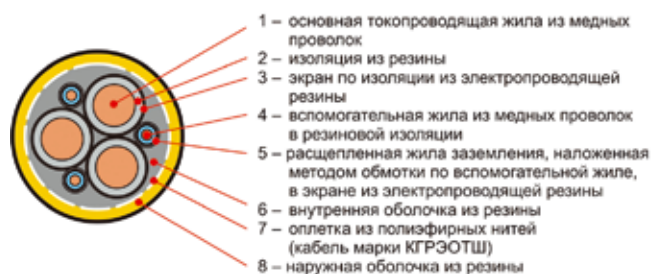 1 – основная токопроводящая жила из медных
проволок
2 – изоляция из резины
3 – экран по изоляции из электропроводящей
резины
4 – вспомогательная жила из медных проволок
в резиновой изоляции
5 – расщепленная жила заземления, наложенная
методом обмотки по вспомогательной жиле,
в экране из электропроводящей резины
6 – внутренняя оболочка из резины
7 – оплетка из полиэфирных нитей
(кабель марки КГРЭОТШ)
8 – наружная оболочка из резины